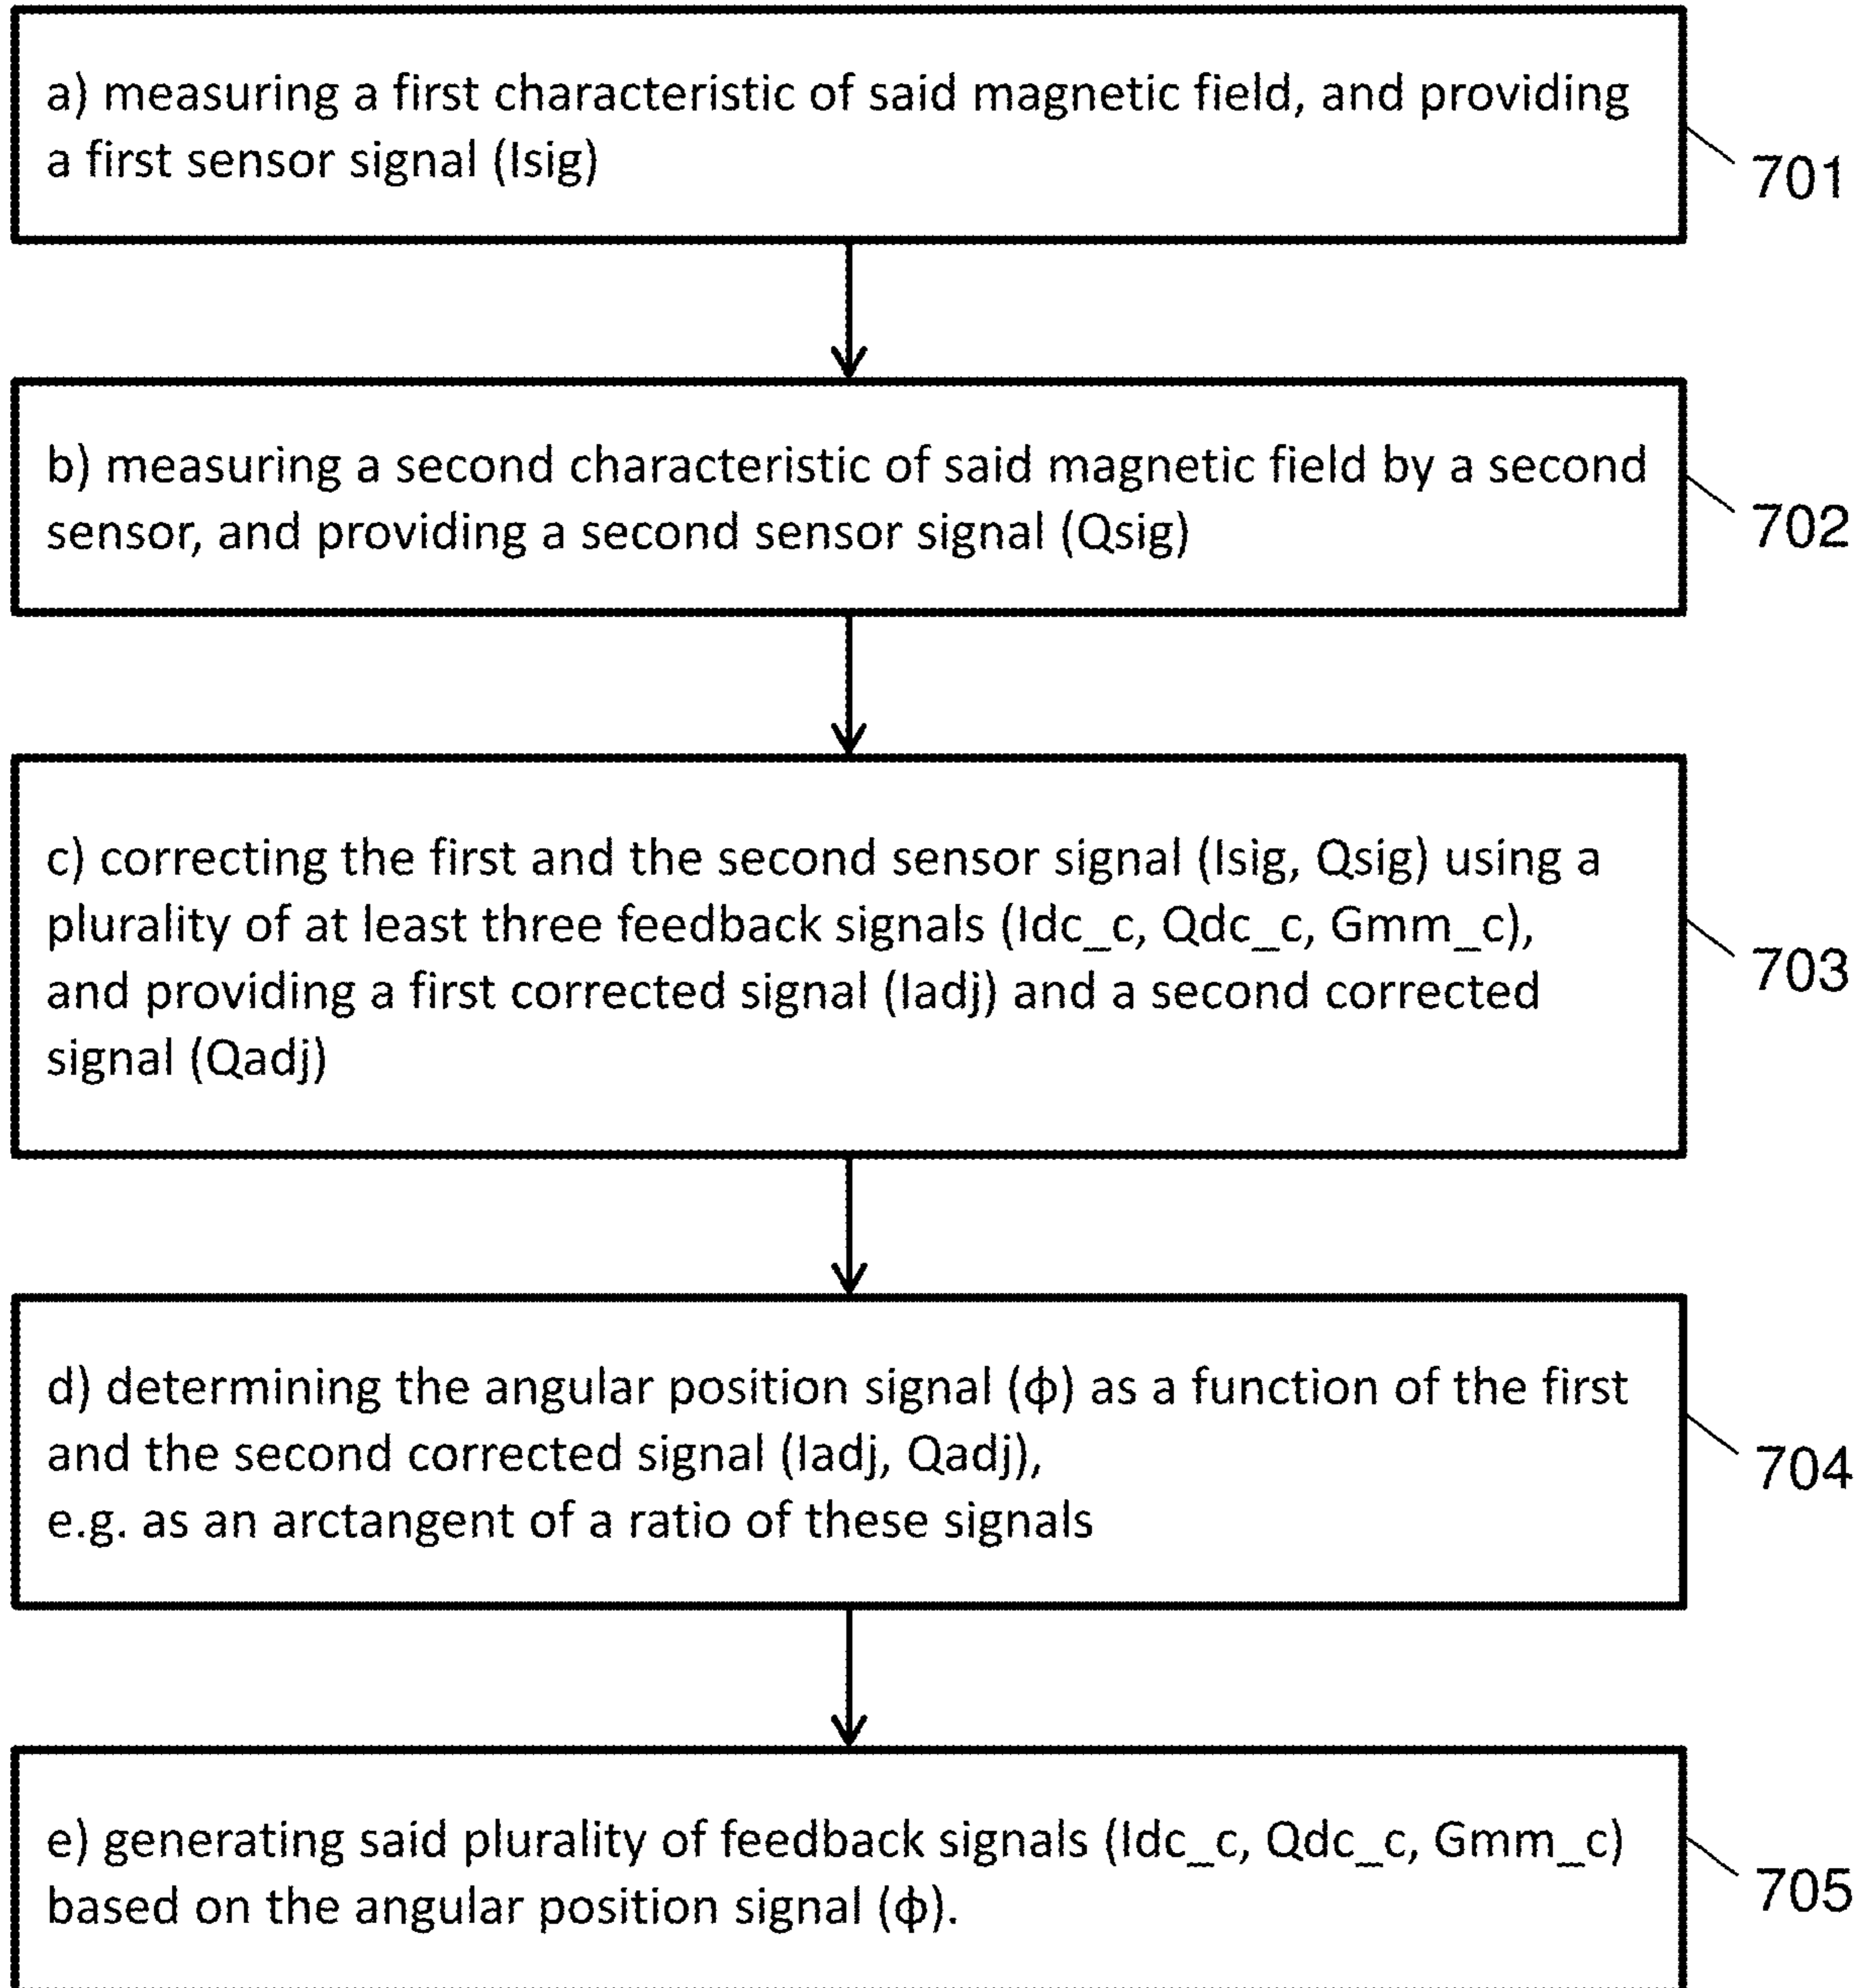 a) measuring a first characteristic of said magnetic field, and providing
a first sensor signal (Isig)
701
b) measuring a second characteristic of said magnetic field by a second
sensor, and providing a second sensor signal (Qsig)
702
c) correcting the first and the second sensor signal (Isig, Qsig) using a
plurality of at least three feedback signals (Idc_c, Qdc_c, Gmm_c),
and providing a first corrected signal (Iadj) and a second corrected
signal (Qadj)
703
d) determining the angular position signal (ϕ) as a function of the first
and the second corrected signal (Iadj, Qadj),
e.g. as an arctangent of a ratio of these signals
704
e) generating said plurality of feedback signals (Idc_c, Qdc_c, Gmm_c)
based on the angular position signal (ϕ).
705